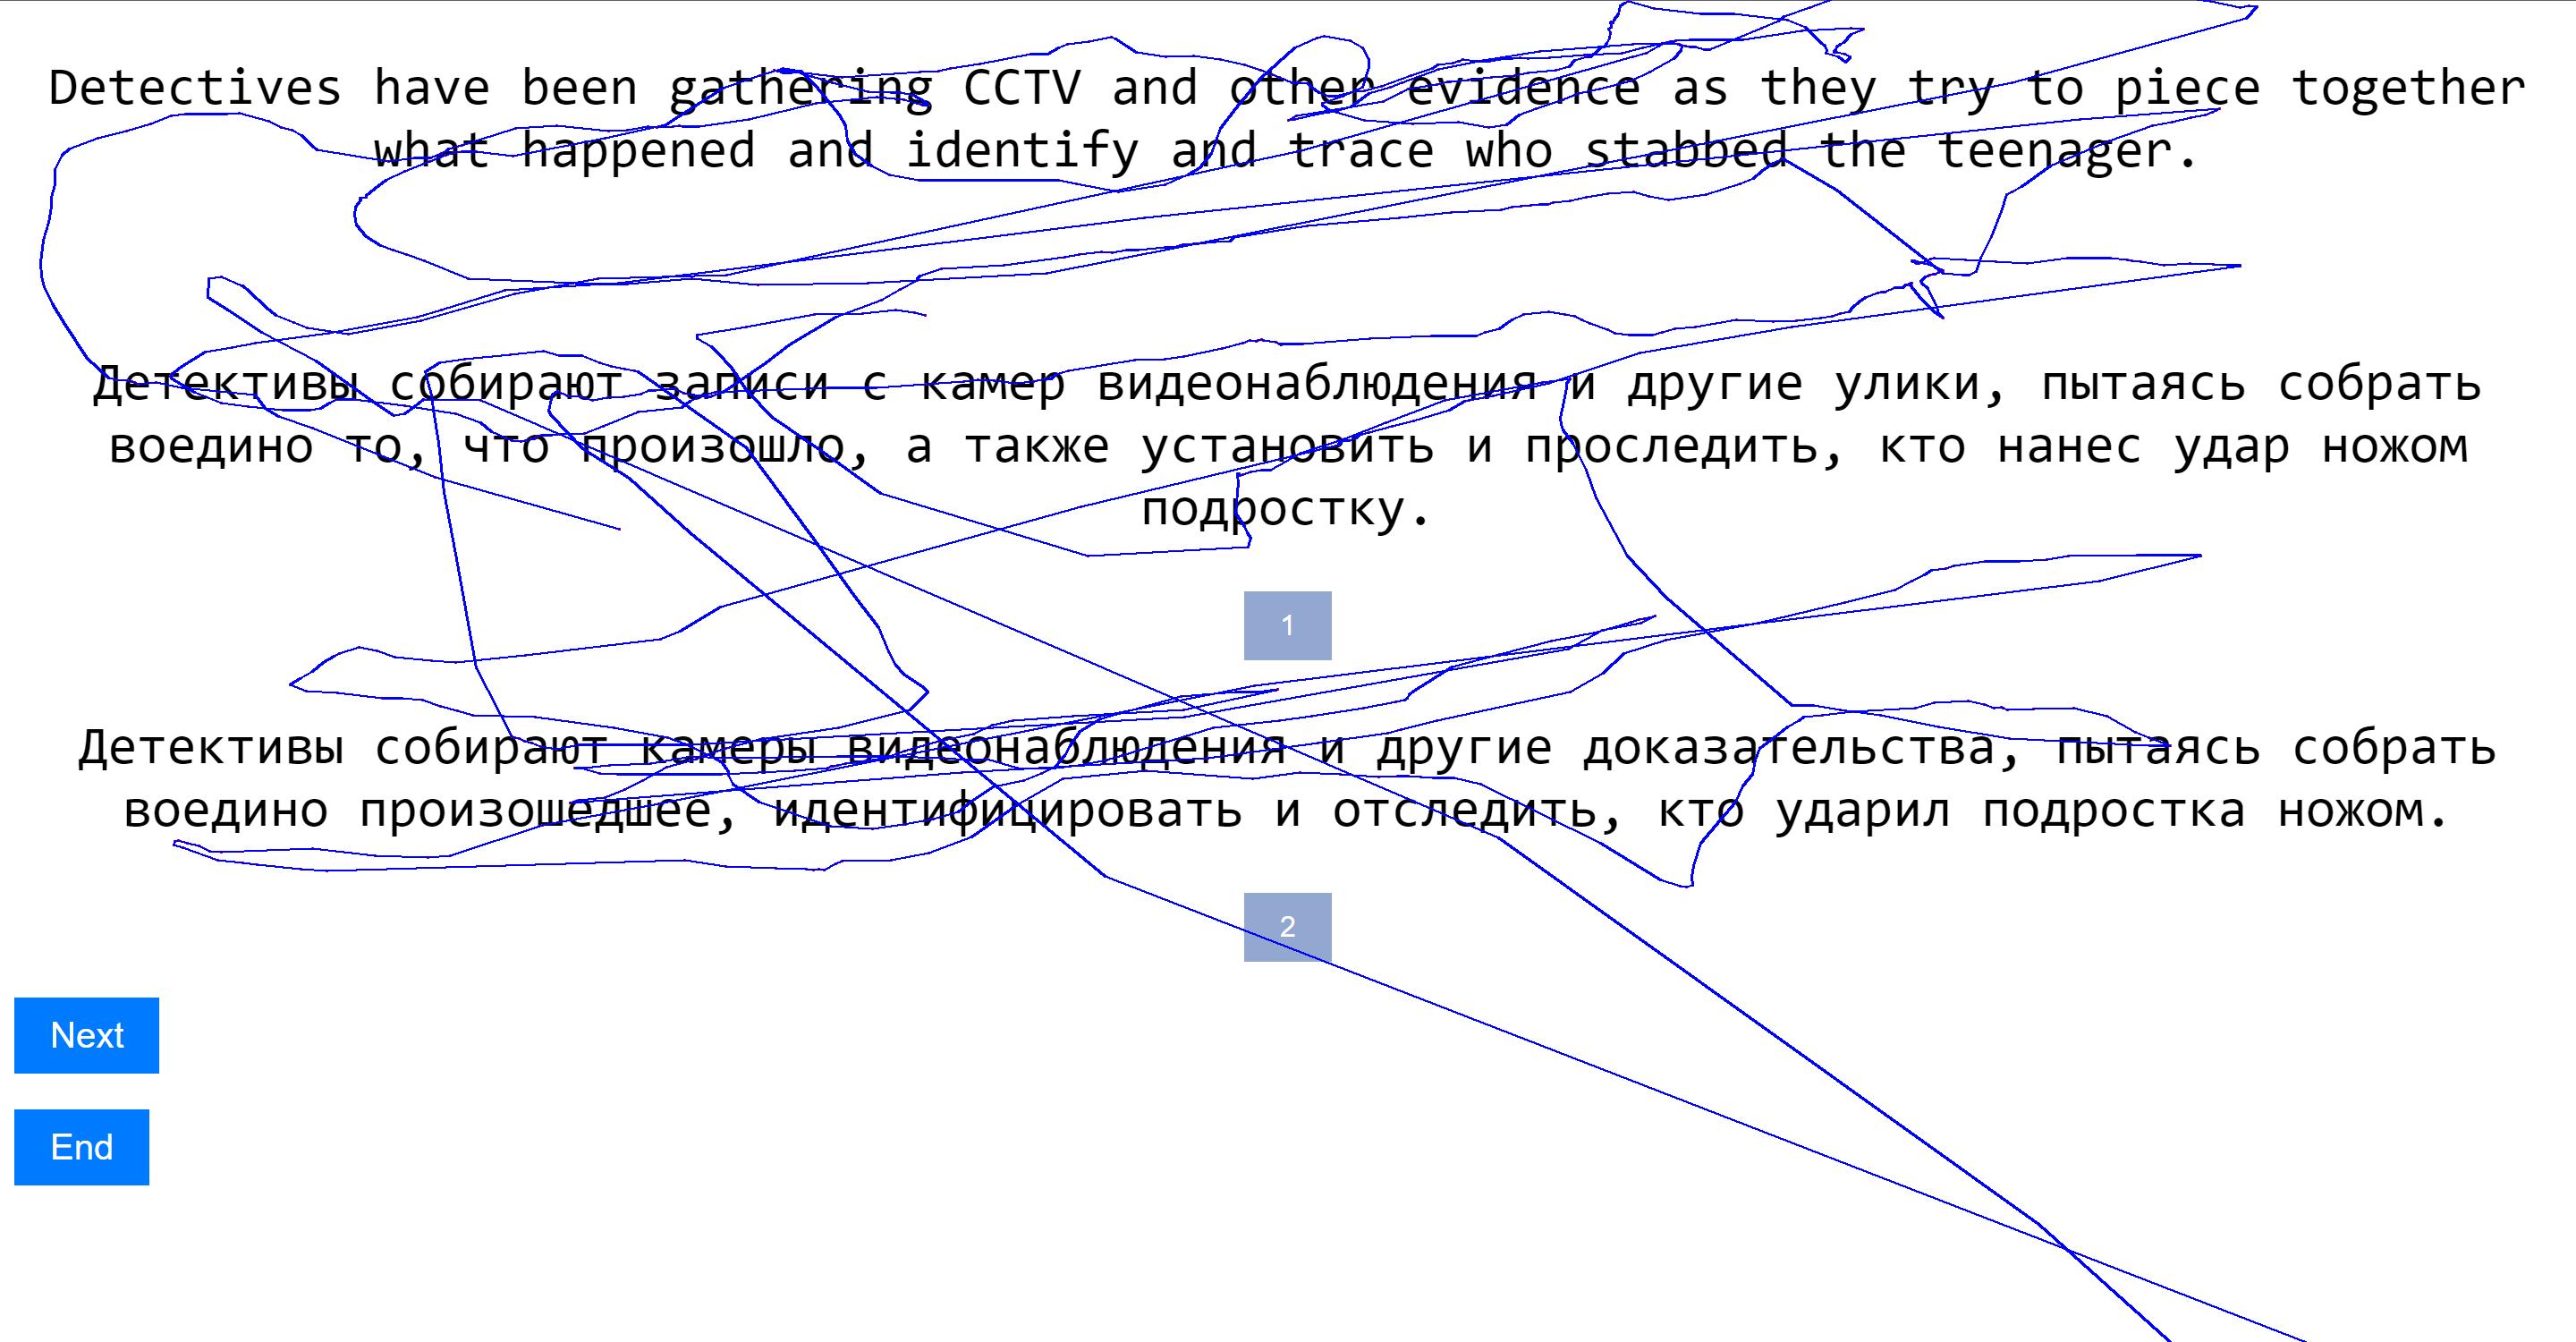 Detectives have been gathering CCTV and other evidence as they try to piece together
what happened and identify and trace who stabbed the teenager.
Детективы собирают записи с камер видеонаблюдения и другие улики, пытаясь собрать
воедино то, что произошло, а также установить и проследить, кто нанес удар ножом
подростку.
1
Детективы собирают камеры видеонаблюдения и другие доказательства, пытаясь собрать
воедино произошедшее, идентифицировать и отследить, кто ударил подростка ножом.
2
Next
End